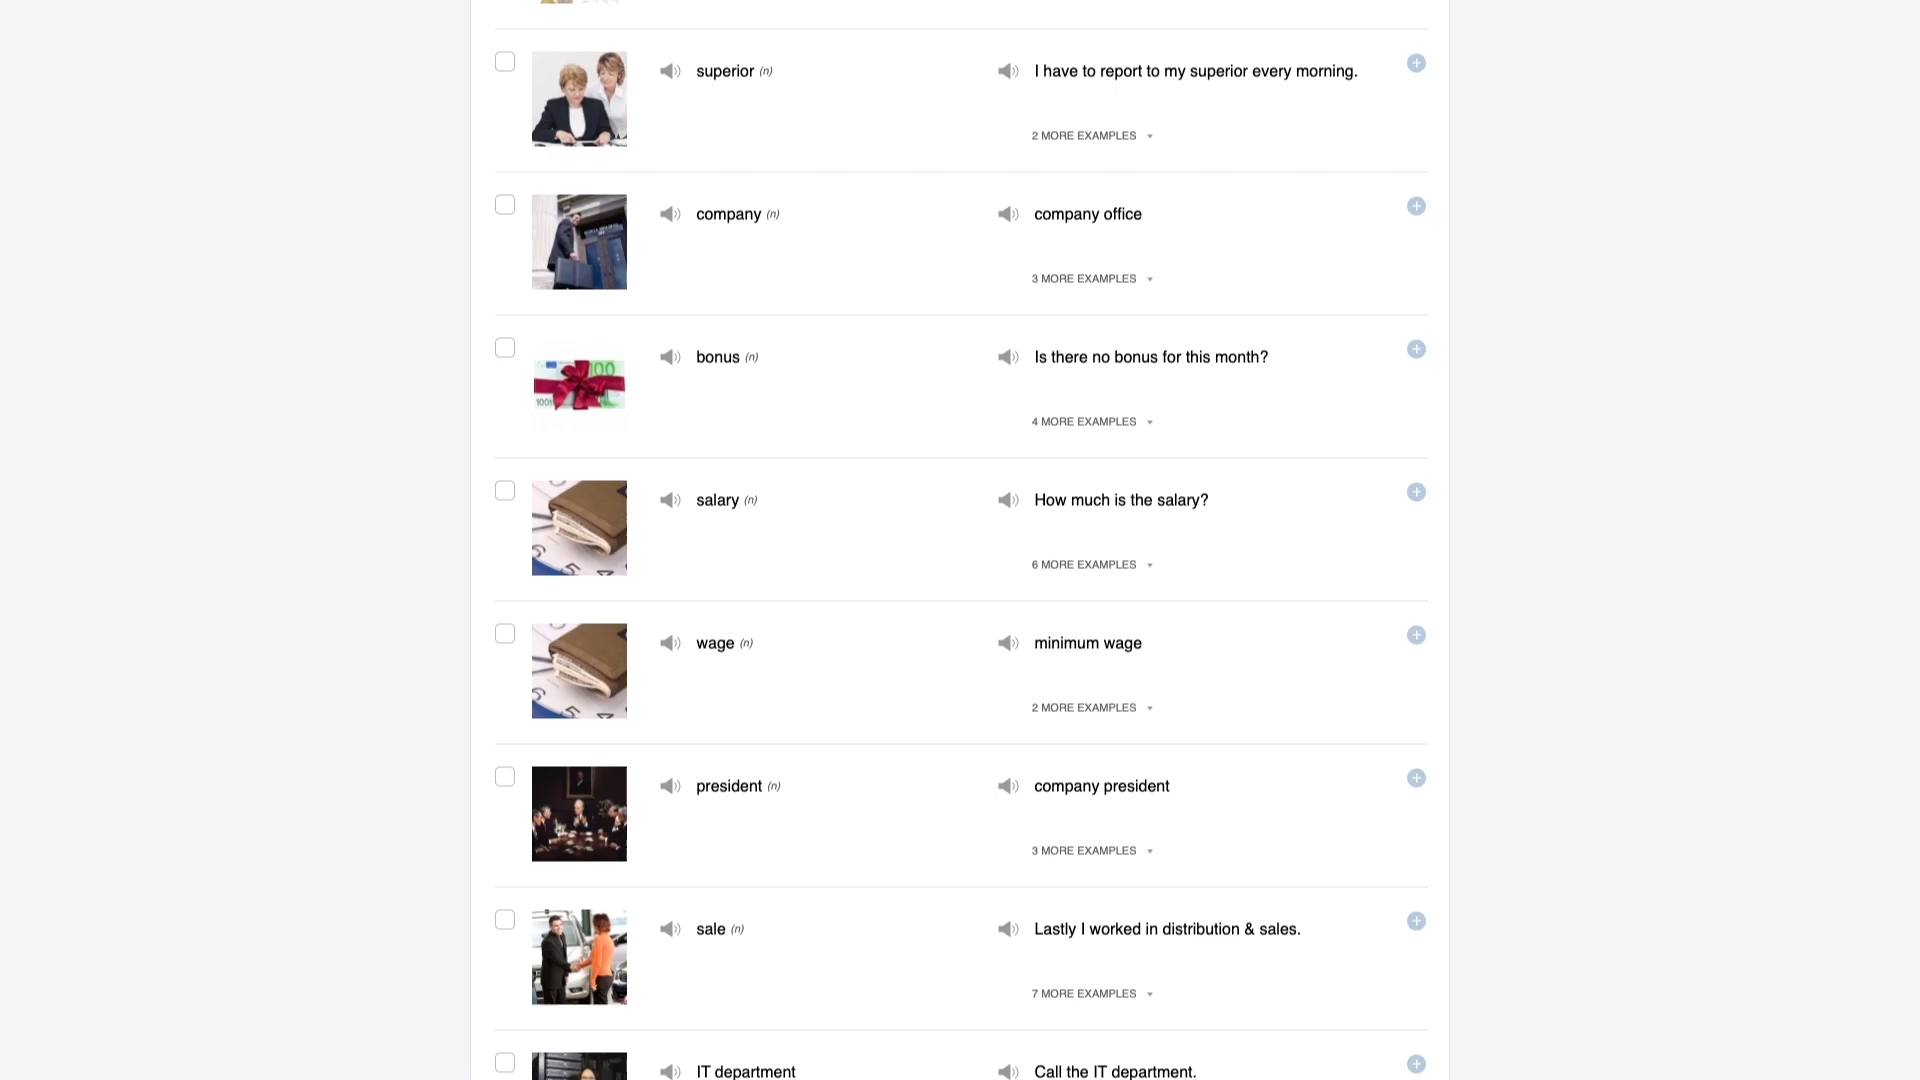 superior (n)
I have to report to my superior every morning.
2 MORE EXAMPLES
company (n)
company office
3 MORE EXAMPLES
bonus (n)
Is there no bonus for this month?
100
100
4 MORE EXAMPLES
salary (n)
How much is the salary?
6 MORE EXAMPLES
wage (n)
minimum wage
2 MORE EXAMPLES
president (n)
company president
3 MORE EXAMPLES
sale (n)
Lastly I worked in distribution & sales.
7 MORE EXAMPLES
IT department
Call the IT department.